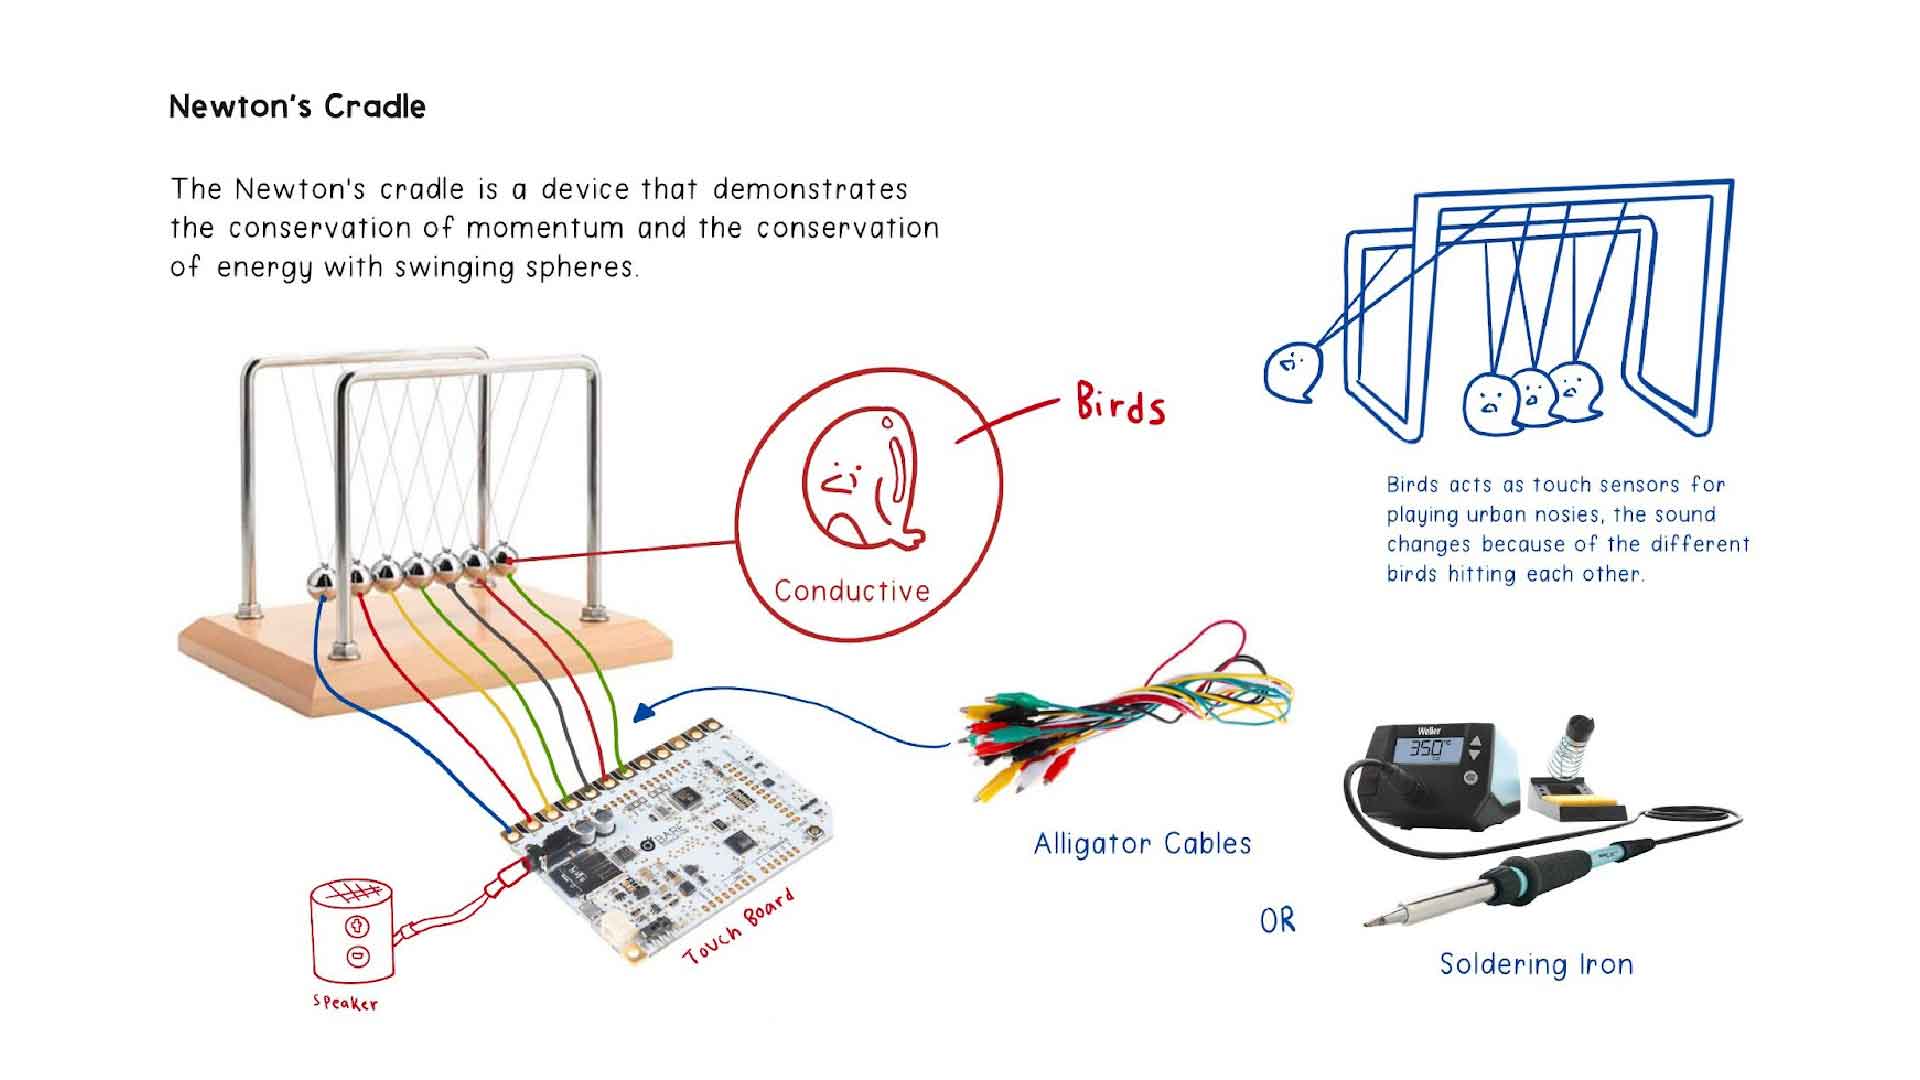 Newton's Cradle
The Newton's cradle is a device that demonstrates
the conservation of momentum and the conservation
of energy with swinging spheres.
Birds
Conductive
Birds acts as touch sensors for
playing urban nosies, the sound
changes because of the different
birds hitting each other.
Weller
350°C
BARE
Touch Board
Speaker
Alligator Cables
OR
Soldering Iron